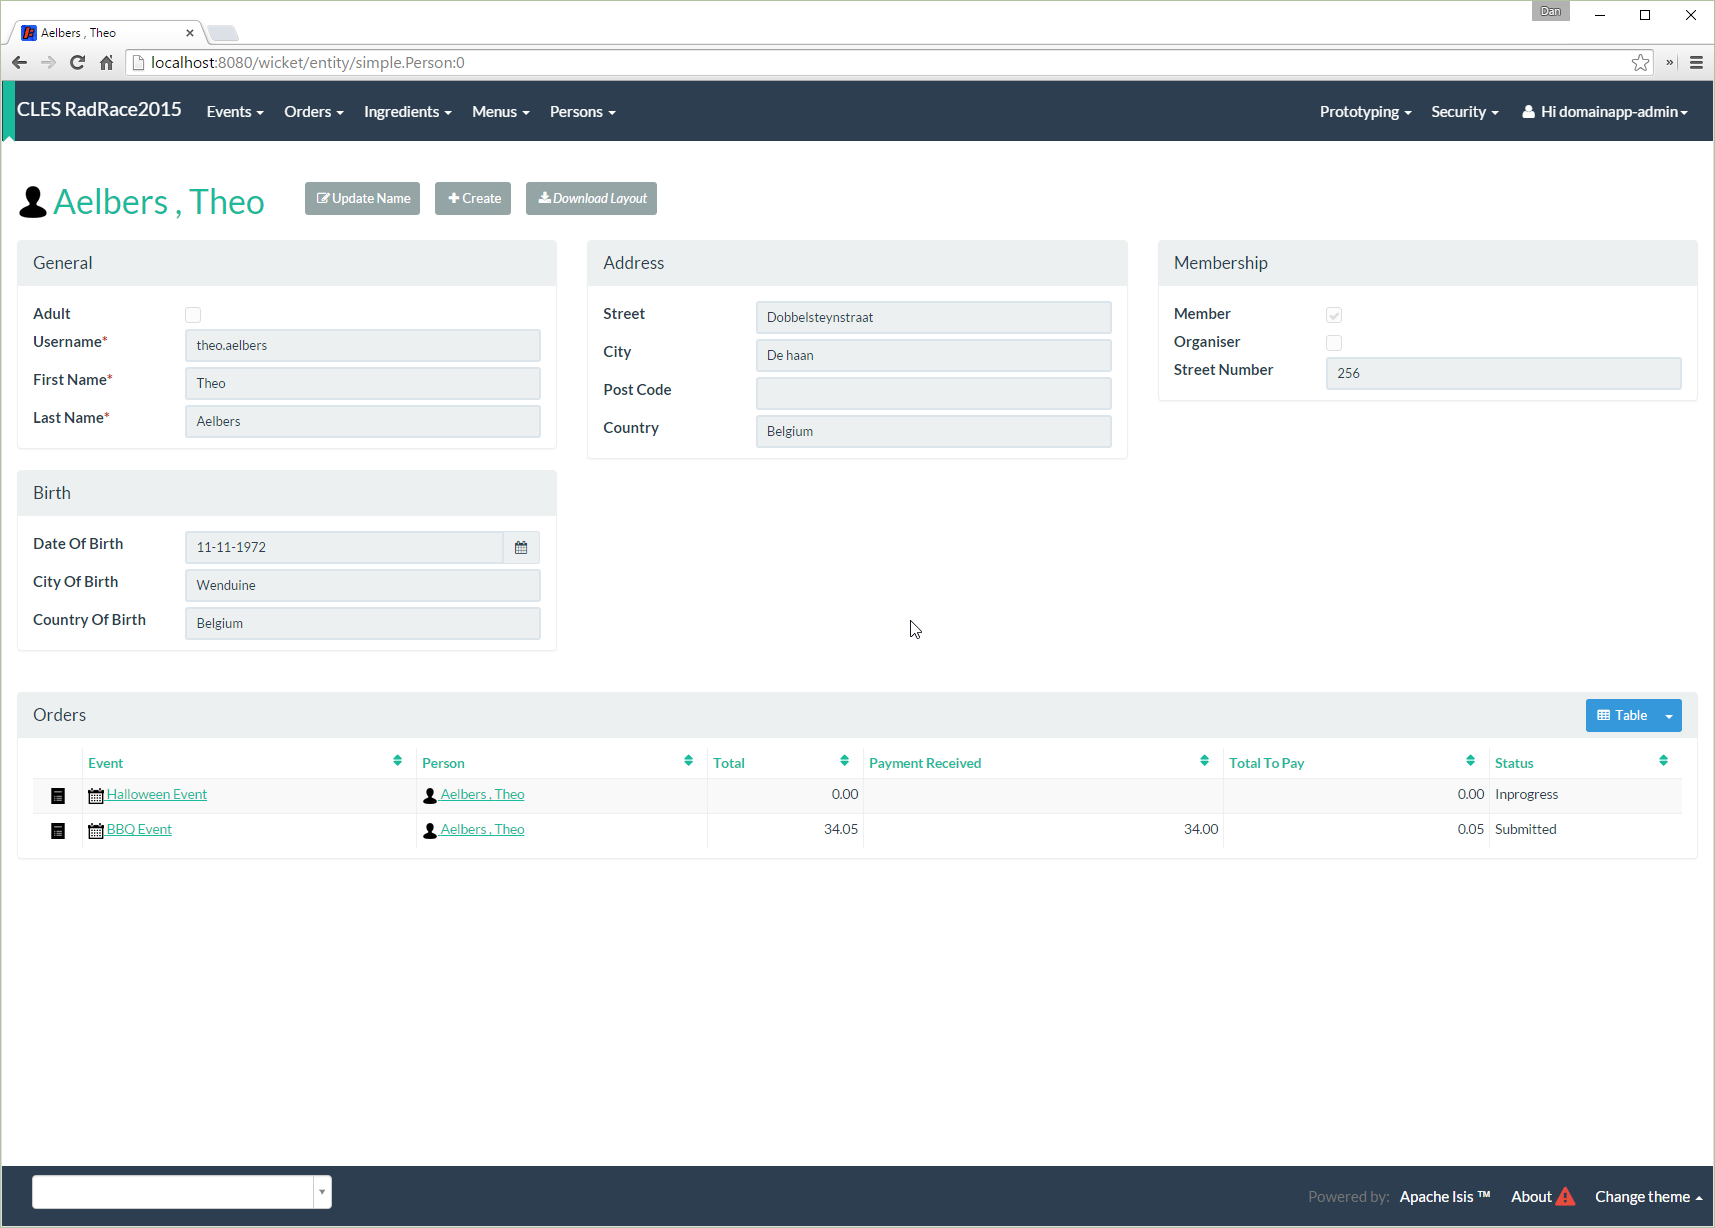 Dan
Aelbers , Theo
localhost:8080/wicket/entity/simple.Person:0
CLES RadRace2015 Events Orders Ingredients Menus Persons Prototyping Security Hi domainapp-admin
Aelbers , Theo Update Name Create Download Layout
General
Adult
Username* theo.aelbers
First Name* Theo
Last Name* Aelbers
Address
Street Dobbelsteynstraat
City De haan
Post Code
Country Belgium
Membership
Member
Organiser
Street Number 256
Birth
Date Of Birth 11-11-1972
City Of Birth Wenduine
Country Of Birth Belgium
Orders Table
Event Person Total Payment Received Total To Pay Status
Halloween Event Aelbers , Theo 0.00 0.00 Inprogress
BBQ Event Aelbers , Theo 34.05 34.00 0.05 Submitted
Powered by: Apache Isis ™ About Change theme